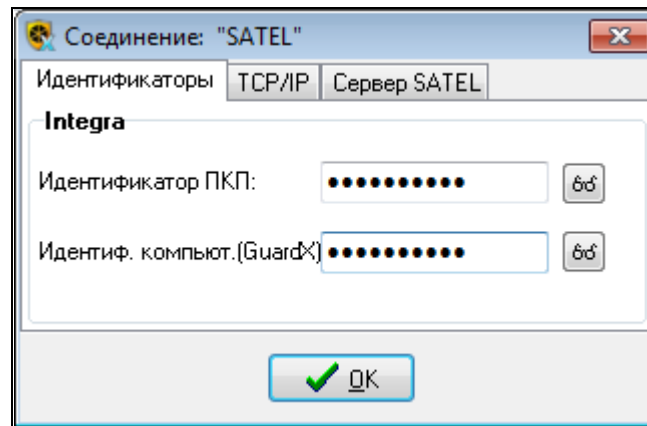 Соединение: "SATEL"
Идентификаторы TCP/IP Сервер SATEL
Integra
Идентификатор ПКП: ●●●●●●●●●●
Идентиф. компьют.(GuardX) ●●●●●●●●●●
OK